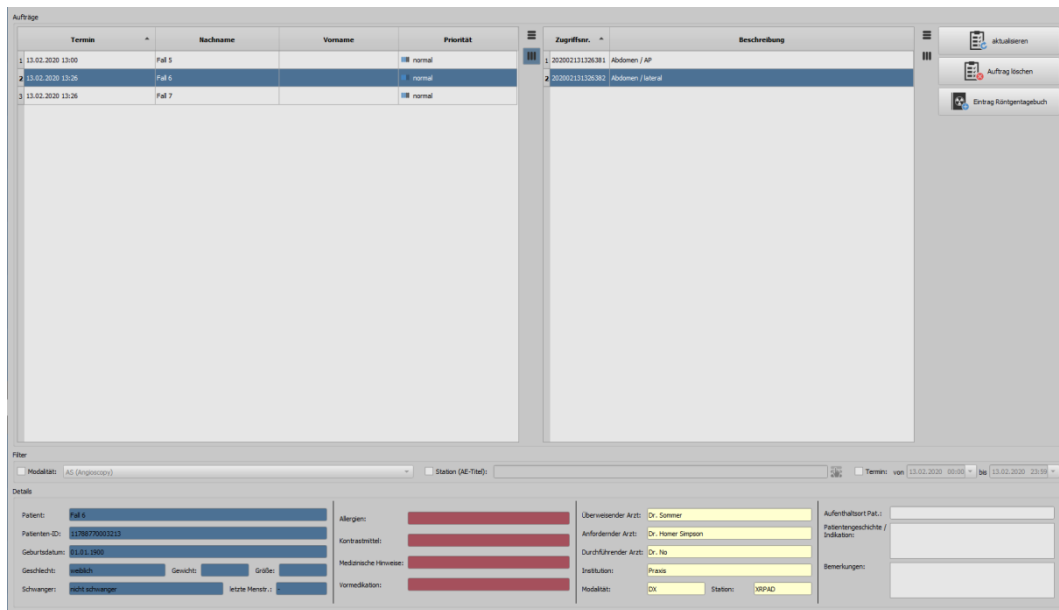 Aufträge
Termin Nachname Vorname Priorität
1 13.02.2020 13:00 Fall 5 normal
2 13.02.2020 13:26 Fall 6 normal
3 13.02.2020 13:26 Fall 7 normal
Zugriffsnr. Beschreibung
1 202002131326381 Abdomen / AP
2 202002131326382 Abdomen / lateral
aktualisieren
Auftrag löschen
Eintrag Röntgentagebuch
Filter
Modalität: AS (Angioscopy) Station (AE-Titel): Termin: von 13.02.2020 00:00 bis 13.02.2020 23:59
Details
Patient: Fall 6
Patienten-ID: 11788770003213
Geburtsdatum: 01.01.1900
Geschlecht: weiblich Gewicht: Größe:
Schwanger: nicht schwanger letzte Menstr.: -
Allergien:
Kontrastmittel:
Medizinische Hinweise:
Vormedikation:
Überweisender Arzt: Dr. Sommer
Anfordernder Arzt: Dr. Homer Simpson
Durchführender Arzt: Dr. No
Institution: Praxis
Modalität: DX Station: XRPAD
Aufenthaltsort Pat.:
Patientengeschichte /
Indikation:
Bemerkungen: